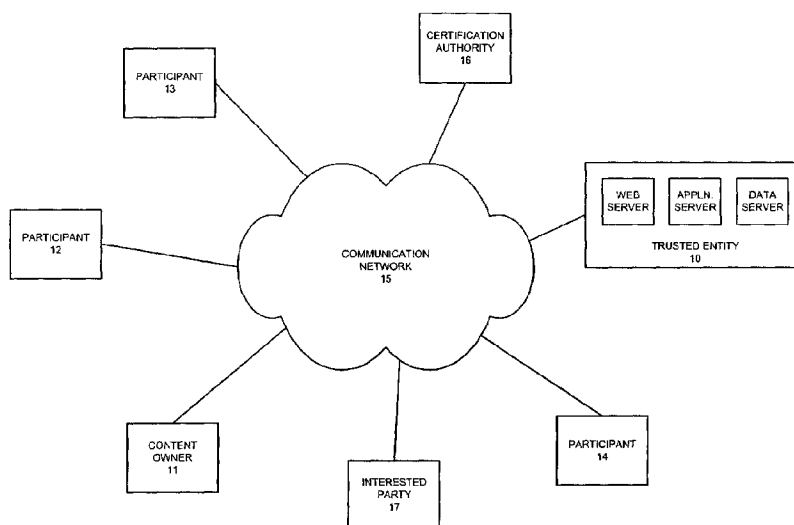 CERTIFICATION
AUTHORITY
16
PARTICIPANT
13
WEB
SERVER
APPLN.
SERVER
DATA
SERVER
TRUSTED ENTITY
10
PARTICIPANT
12
COMMUNICATION
NETWORK
15
CONTENT
OWNER
11
INTERESTED
PARTY
17
PARTICIPANT
14